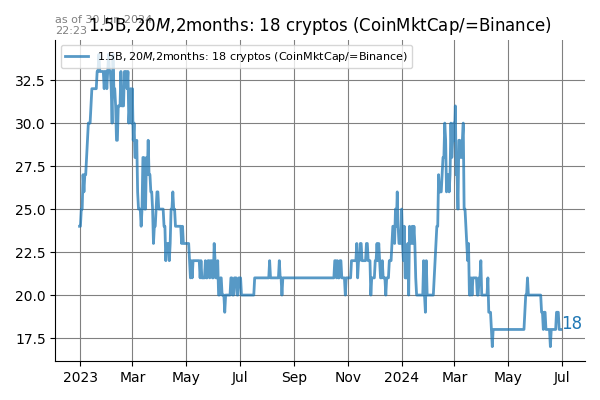 as of 30 Jun 2024
22:23
1.5B, 20M,2months: 18 cryptos (CoinMktCap/=Binance)
1.5B, 20M,2months: 18 cryptos (CoinMktCap/=Binance)
32.5
30.0
27.5
25.0
22.5
20.0
17.5
18
2023 Mar May Jul Sep Nov 2024 Mar May Jul